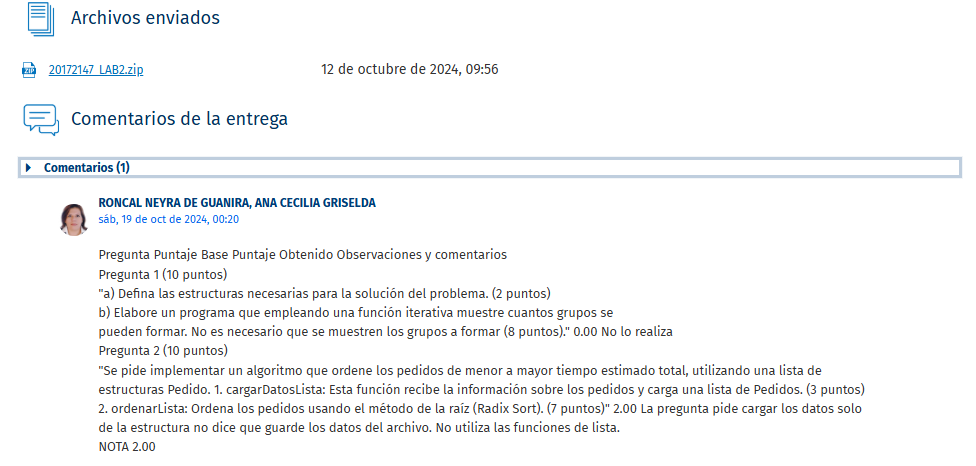 Archivos enviados
ZIP
20172147_LAB2.zip 12 de octubre de 2024, 09:56
Comentarios de la entrega
Comentarios (1)
RONCAL NEYRA DE GUANIRA, ANA CECILIA GRISELDA
sáb, 19 de oct de 2024, 00:20
Pregunta Puntaje Base Puntaje Obtenido Observaciones y comentarios
Pregunta 1 (10 puntos)
"a) Defina las estructuras necesarias para la solución del problema. (2 puntos)
b) Elabore un programa que empleando una función iterativa muestre cuantos grupos se
pueden formar. No es necesario que se muestren los grupos a formar (8 puntos)." 0.00 No lo realiza
Pregunta 2 (10 puntos)
"Se pide implementar un algoritmo que ordene los pedidos de menor a mayor tiempo estimado total, utilizando una lista de
estructuras Pedido. 1. cargarDatosLista: Esta función recibe la información sobre los pedidos y carga una lista de Pedidos. (3 puntos)
2. ordenarLista: Ordena los pedidos usando el método de la raíz (Radix Sort). (7 puntos)" 2.00 La pregunta pide cargar los datos solo
de la estructura no dice que guarde los datos del archivo. No utiliza las funciones de lista.
NOTA 2.00